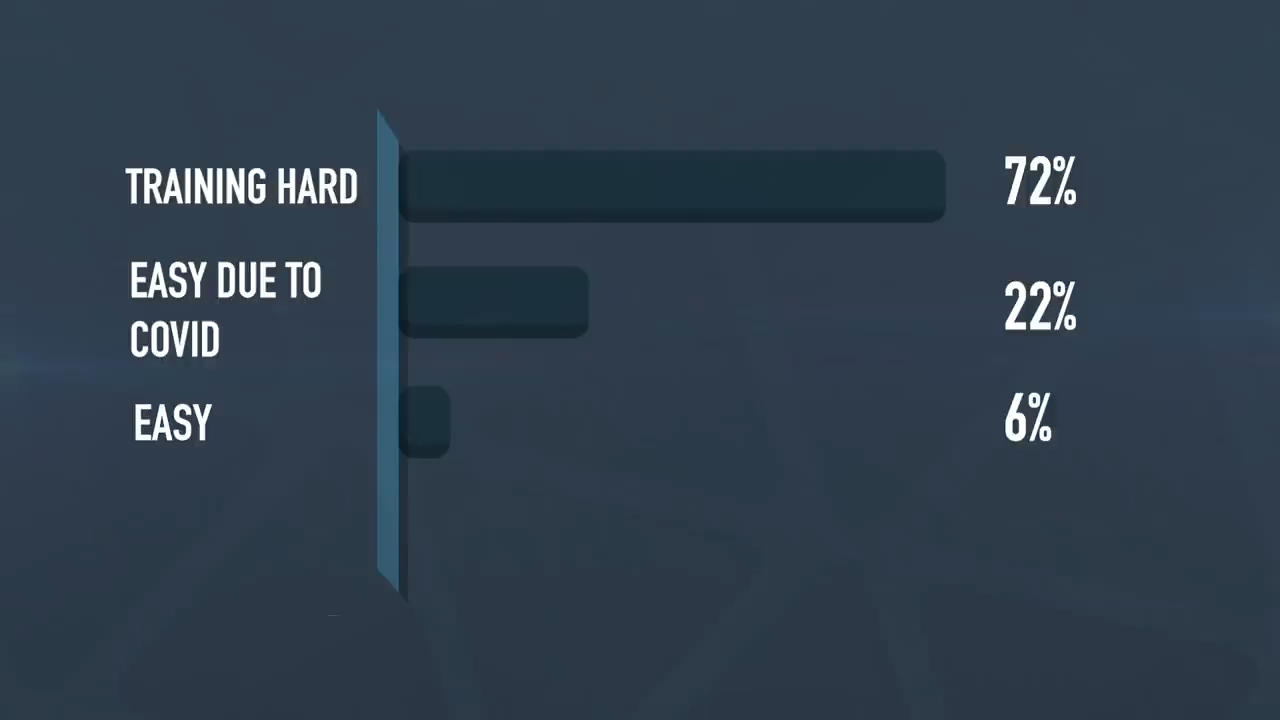 TRAINING HARD 72%
EASY DUE TO
COVID 22%
EASY 6%